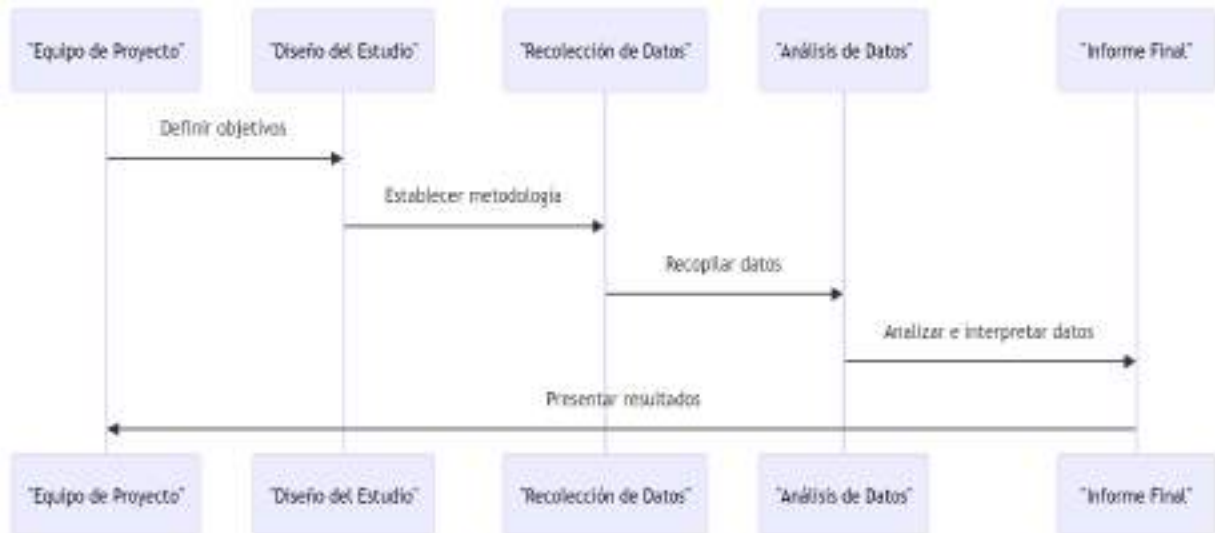 "Equipo de Proyecto"
"Diseño del Estudio"
"Recolección de Datos"
"Análisis de Datos"
"Informe Final"
Definir objetivos
Establecer metodología
Recopilar datos
Analizar e interpretar datos
Presentar resultados
"Equipo de Proyecto"
"Diseño del Estudio"
"Recolección de Datos"
"Análisis de Datos"
"Informe Final"